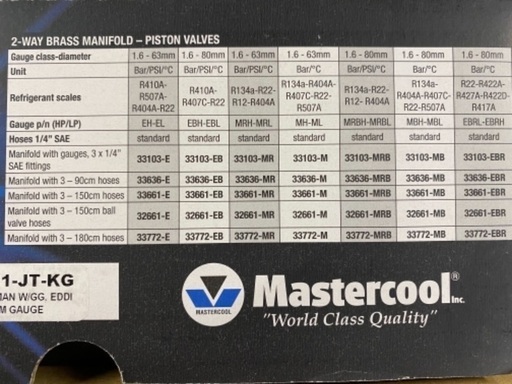 2-WAY BRASS MANIFOLD – PISTON VALVES
Gauge class-diameter 1.6 - 63mm 1.6 - 80mm 1.6 - 63mm 1.6 - 63mm 1.6 - 80mm 1.6 - 80mm 1.6 - 80mm
Unit Bar/PSI/°C Bar/PSI/°C Bar/PSI/°C Bar/°C Bar/PSI/°C Bar/°C Bar/°C
Refrigerant scales R410A-R507A-R404A-R22 R410A-R407C-R22 R134a-R22-R12-R404A R134a-R404A-R407C-R22-R507A R134a-R22-R12- R404A R134a-R404A-R407C-R22-R507A R22-R422A-R427A-R422D-R417A
Gauge p/n (HP/LP) EH-EL EBH-EBL MRH-MRL MH-ML MRBH-MRBL MBH-MBL EBRL-EBRH
Hoses 1/4" SAE standard standard standard standard standard standard standard
Manifold with gauges, 3 x 1/4" SAE fittings 33103-E 33103-EB 33103-MR 33103-M 33103-MRB 33103-MB 33103-EBR
Manifold with 3 – 90cm hoses 33636-E 33636-EB 33636-MR 33636-M 33636-MRB 33636-MB 33636-EBR
Manifold with 3 – 150cm hoses 33661-E 33661-EB 33661-MR 33661-M 33661-MRB 33661-MB 33661-EBR
Manifold with 3 – 150cm ball valve hoses 32661-E 32661-EB 32661-MR 32661-M 32661-MRB 32661-MB 32661-EBR
Manifold with 3 – 180cm hoses 33772-E 33772-EB 33772-MR 33772-M 33772-MRB 33772-MB 33772-EBR
1-JT-KG
MAN W/GG. EDDI
M GAUGE
MASTERCOOL
Mastercool® Inc.
"World Class Quality"